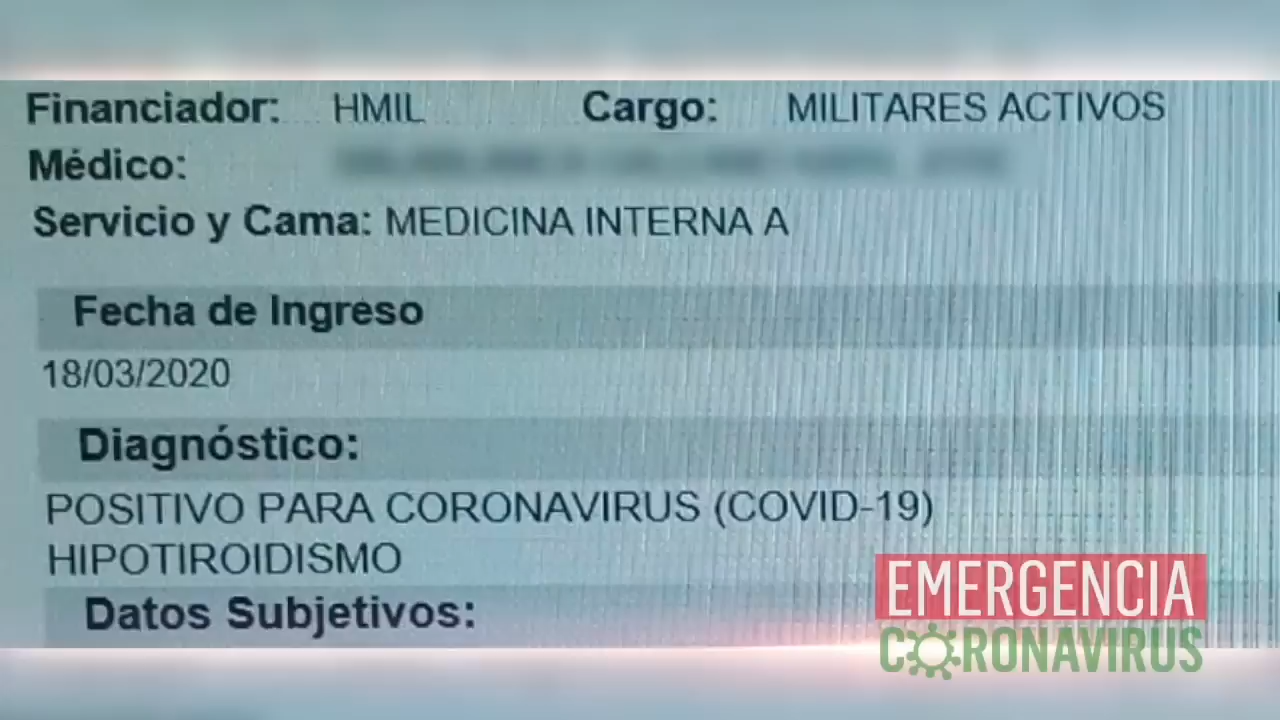 Financiador: HMIL Cargo: MILITARES ACTIVOS
Médico:
Servicio y Cama: MEDICINA INTERNA A
Fecha de Ingreso
18/03/2020
Diagnóstico:
POSITIVO PARA CORONAVIRUS (COVID-19)
HIPOTIROIDISMO
Datos Subjetivos:
EMERGENCIA
CORONAVIRUS